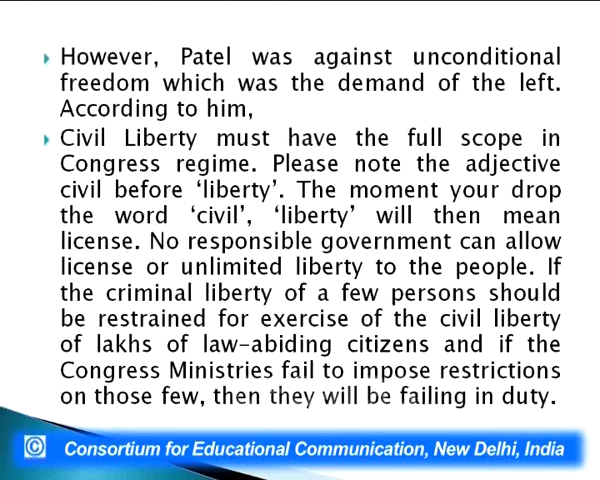 However, Patel was against unconditional
freedom which was the demand of the left.
According to him,
Civil Liberty must have the full scope in
Congress regime. Please note the adjective
civil before ‘liberty’. The moment your drop
the word ‘civil’, ‘liberty’ will then mean
license. No responsible government can allow
license or unlimited liberty to the people. If
the criminal liberty of a few persons should
be restrained for exercise of the civil liberty
of lakhs of law-abiding citizens and if the
Congress Ministries fail to impose restrictions
on those few, then they will be failing in duty.
© Consortium for Educational Communication, New Delhi, India